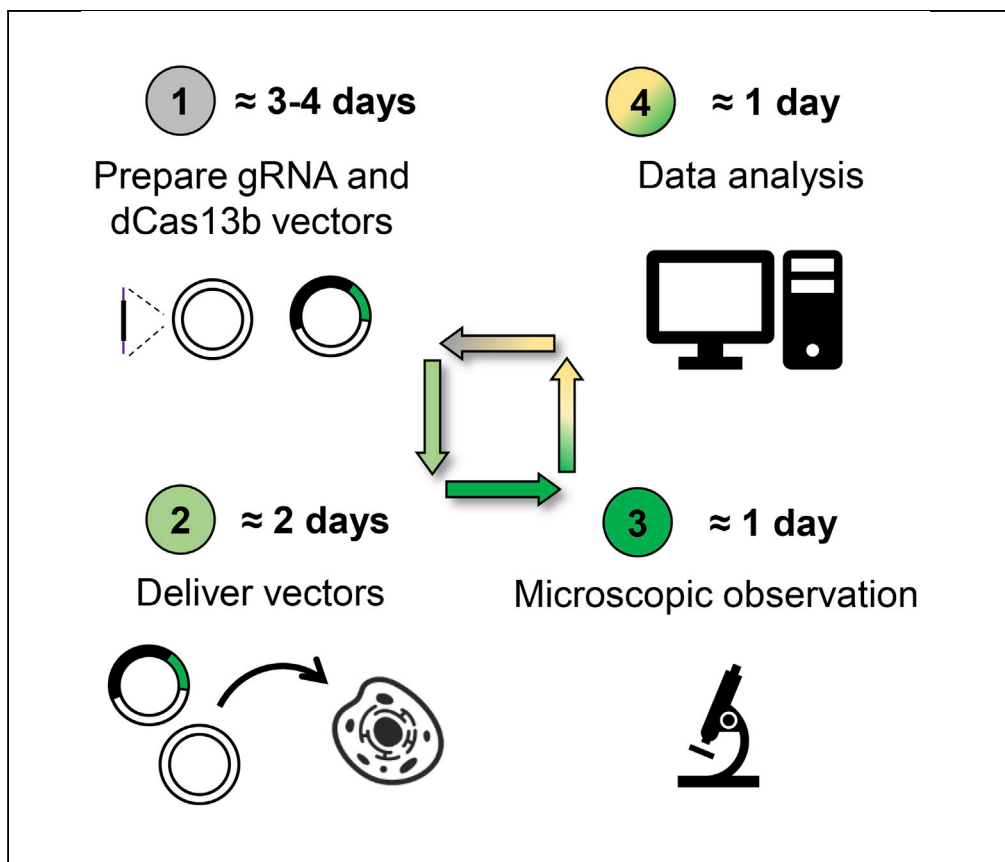 1 ≈ 3-4 days
Prepare gRNA and
dCas13b vectors
4 ≈ 1 day
Data analysis
2 ≈ 2 days
Deliver vectors
3 ≈ 1 day
Microscopic observation